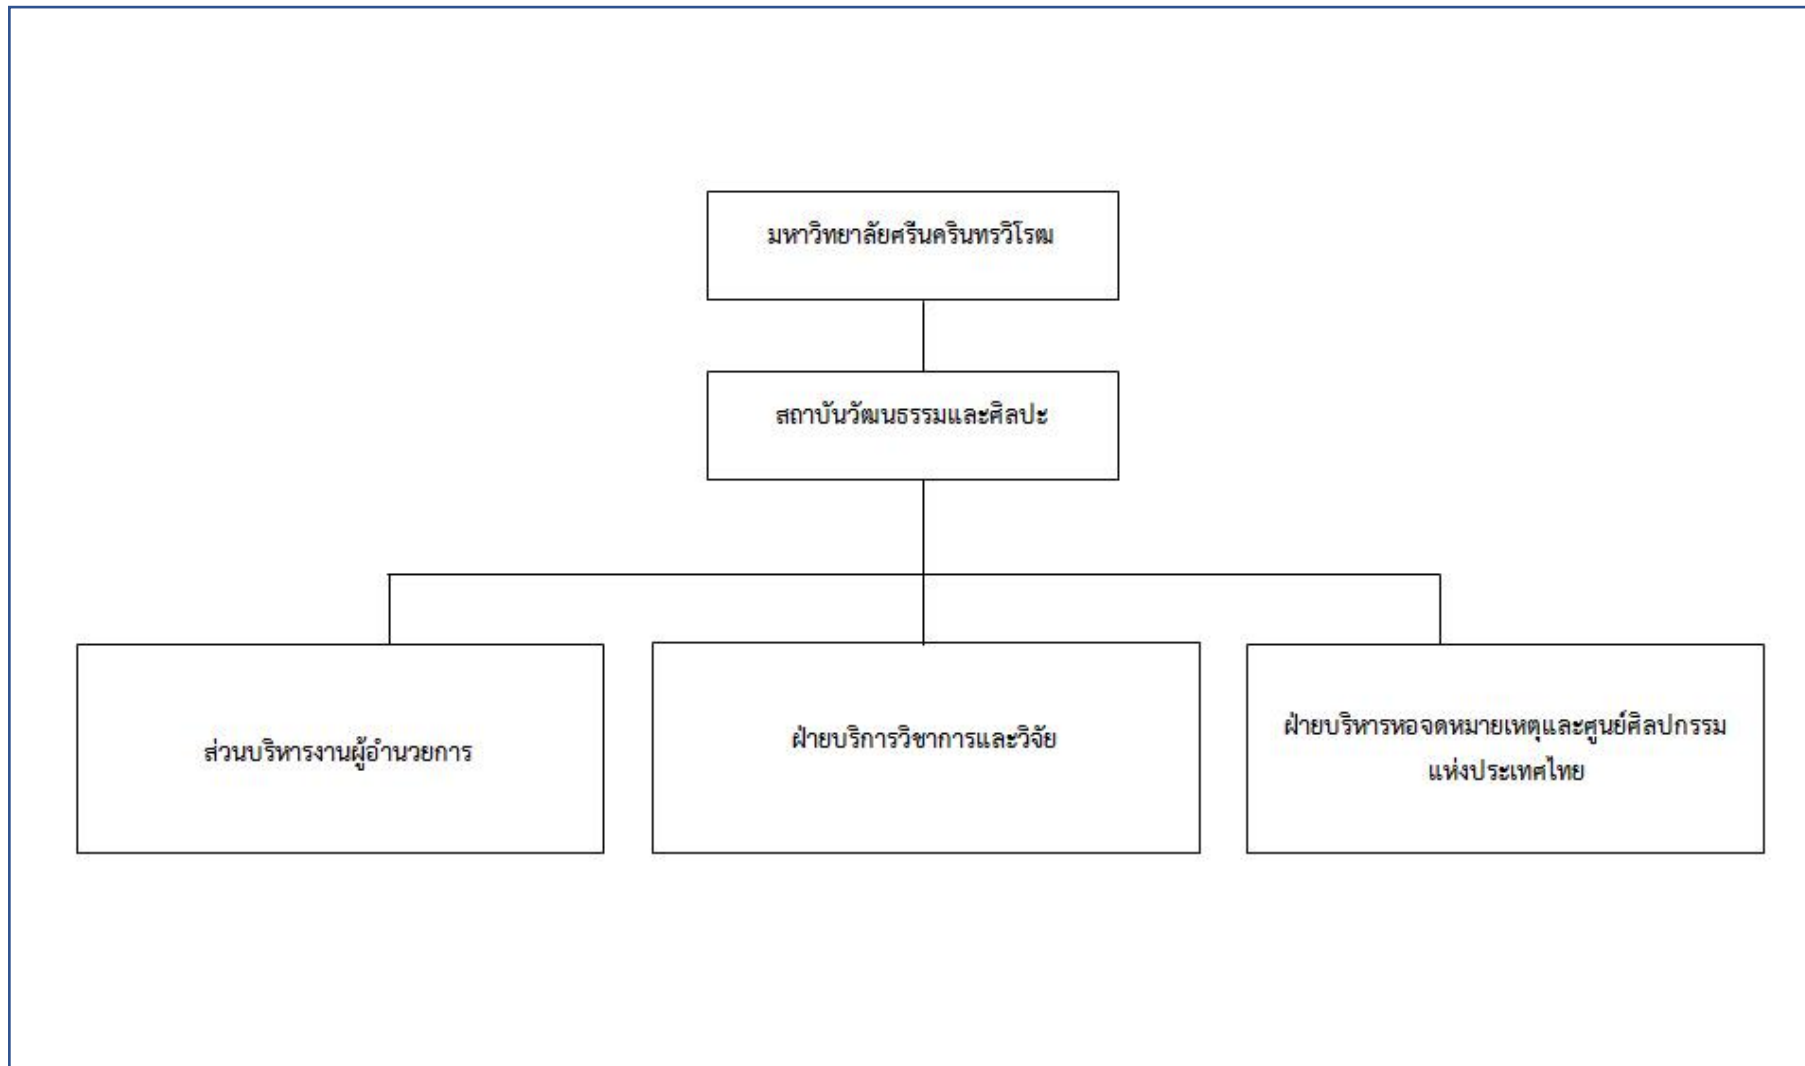 มหาวิทยาลัยศรีนครินทรวิโรฒ
สถาบันวัฒนธรรมและศิลปะ
ส่วนบริหารงานผู้อำนวยการ
ฝ่ายบริการวิชาการและวิจัย
ฝ่ายบริหารหอจดหมายเหตุและศูนย์ศิลปกรรม
แห่งประเทศไทย